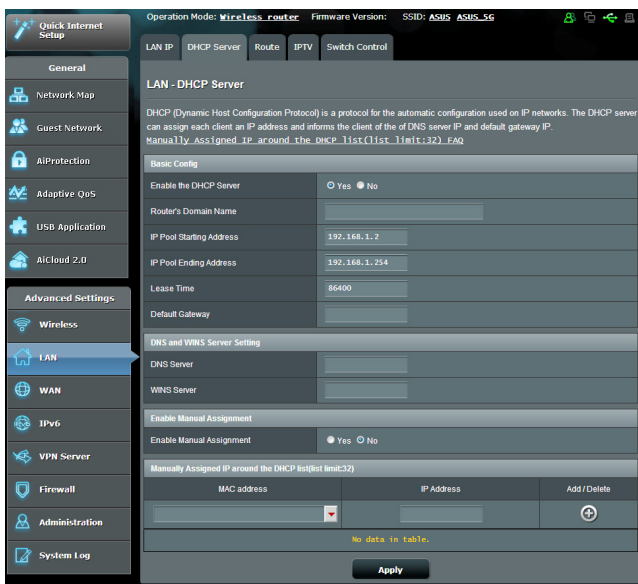 Operation Mode: Wireless router Firmware Version: SSID: ASUS ASUS_5G
Quick Internet
Setup
LAN IP DHCP Server Route IPTV Switch Control
General
Network Map
Guest Network
AiProtection
Adaptive QoS
USB Application
AiCloud 2.0
Advanced Settings
Wireless
LAN
WAN
IPv6
VPN Server
Firewall
Administration
System Log
LAN - DHCP Server
DHCP (Dynamic Host Configuration Protocol) is a protocol for the automatic configuration used on IP networks. The DHCP server
can assign each client an IP address and informs the client of the of DNS server IP and default gateway IP.
Manually Assigned IP around the DHCP list(list limit:32) FAQ
Basic Config
Enable the DHCP Server Yes No
Router's Domain Name
IP Pool Starting Address 192.168.1.2
IP Pool Ending Address 192.168.1.254
Lease Time 86400
Default Gateway
DNS and WINS Server Setting
DNS Server
WINS Server
Enable Manual Assignment
Enable Manual Assignment Yes No
Manually Assigned IP around the DHCP list(list limit:32)
MAC address IP Address Add / Delete
No data in table.
Apply